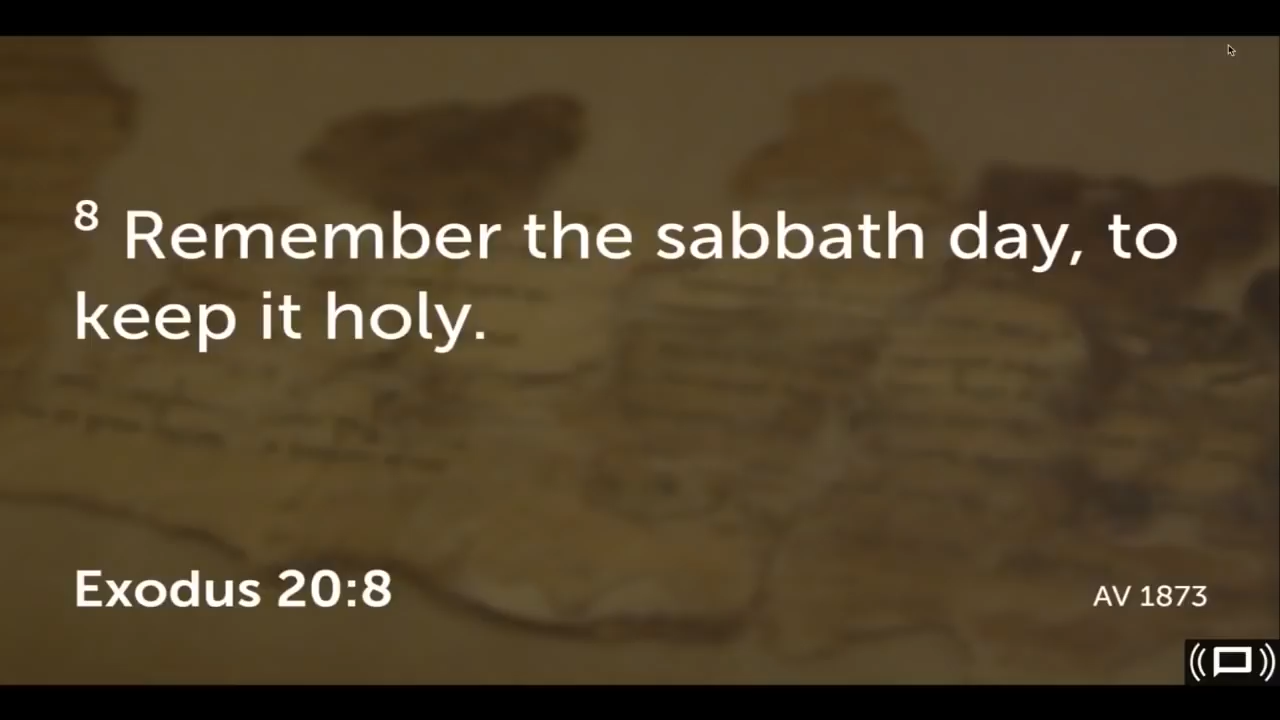 8 Remember the sabbath day, to
keep it holy.
Exodus 20:8
AV 1873